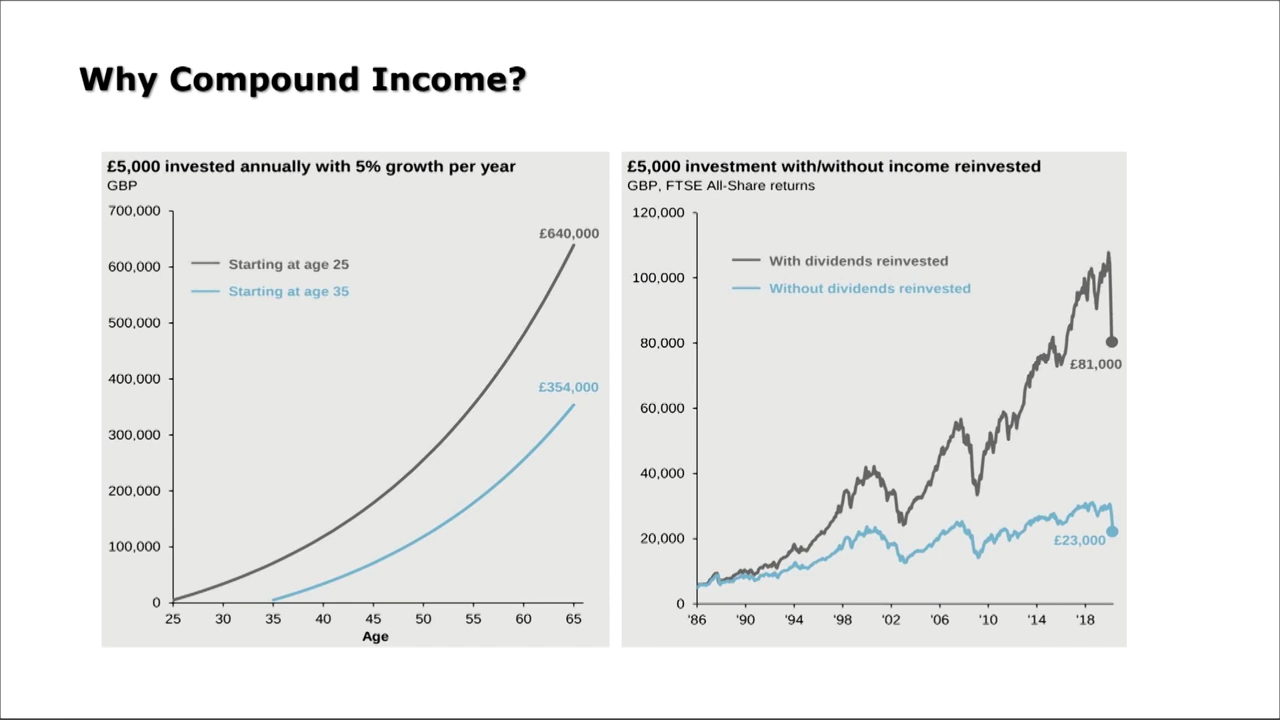 Why Compound Income?
£5,000 invested annually with 5% growth per year
GBP
700,000
600,000
500,000
400,000
300,000
200,000
100,000
0
£640,000
Starting at age 25
Starting at age 35
£354,000
25 30 35 40 45 50 55 60 65
Age
£5,000 investment with/without income reinvested
GBP, FTSE All-Share returns
120,000
100,000
80,000
60,000
40,000
20,000
0
With dividends reinvested
Without dividends reinvested
£81,000
£23,000
'86 '90 '94 '98 '02 '06 '10 '14 '18